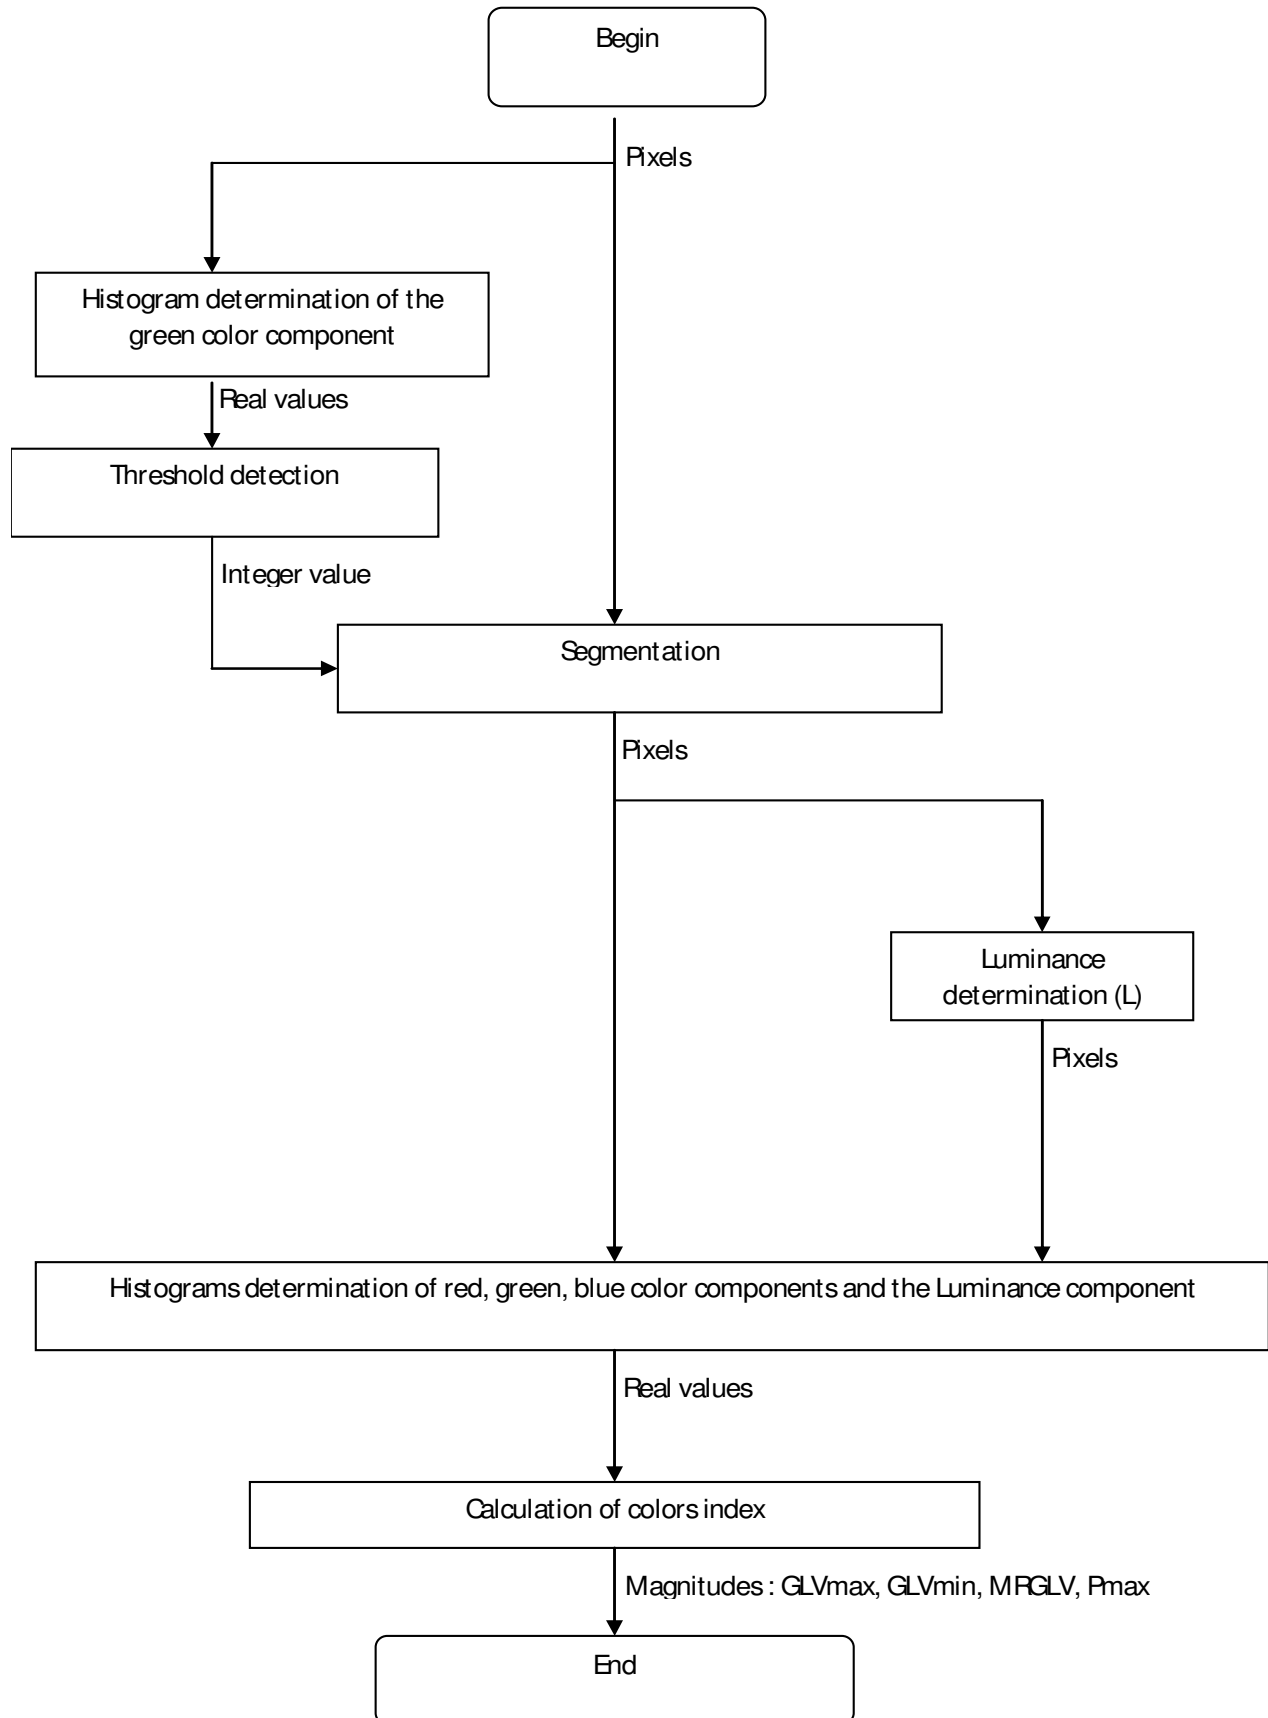 Begin
Pixels
Histogram determination of the
green color component
Real values
Threshold detection
Integer value
Segmentation
Pixels
Luminance
determination (L)
Pixels
Histograms determination of red, green, blue color components and the Luminance component
Real values
Calculation of colors index
Magnitudes : GLVmax, GLVmin, MRGLV, Pmax
End